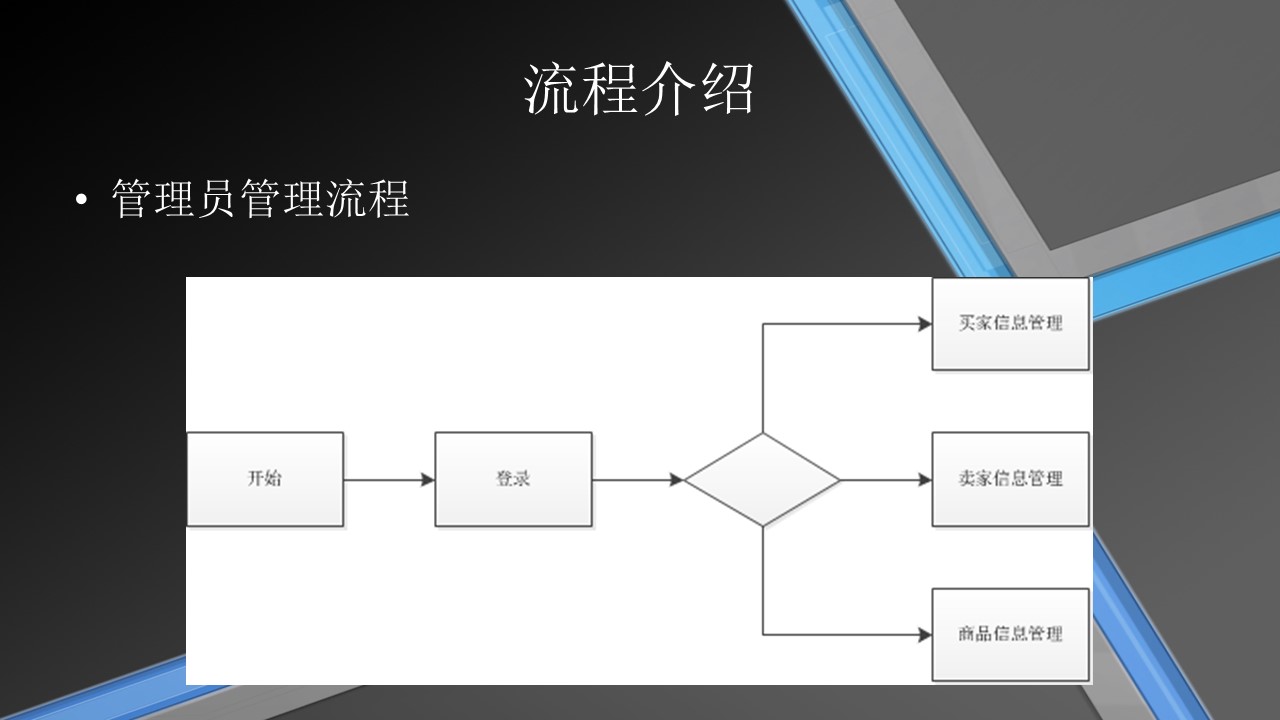 流程介绍
• 管理员管理流程
买家信息管理
开始
登录
卖家信息管理
商品信息管理